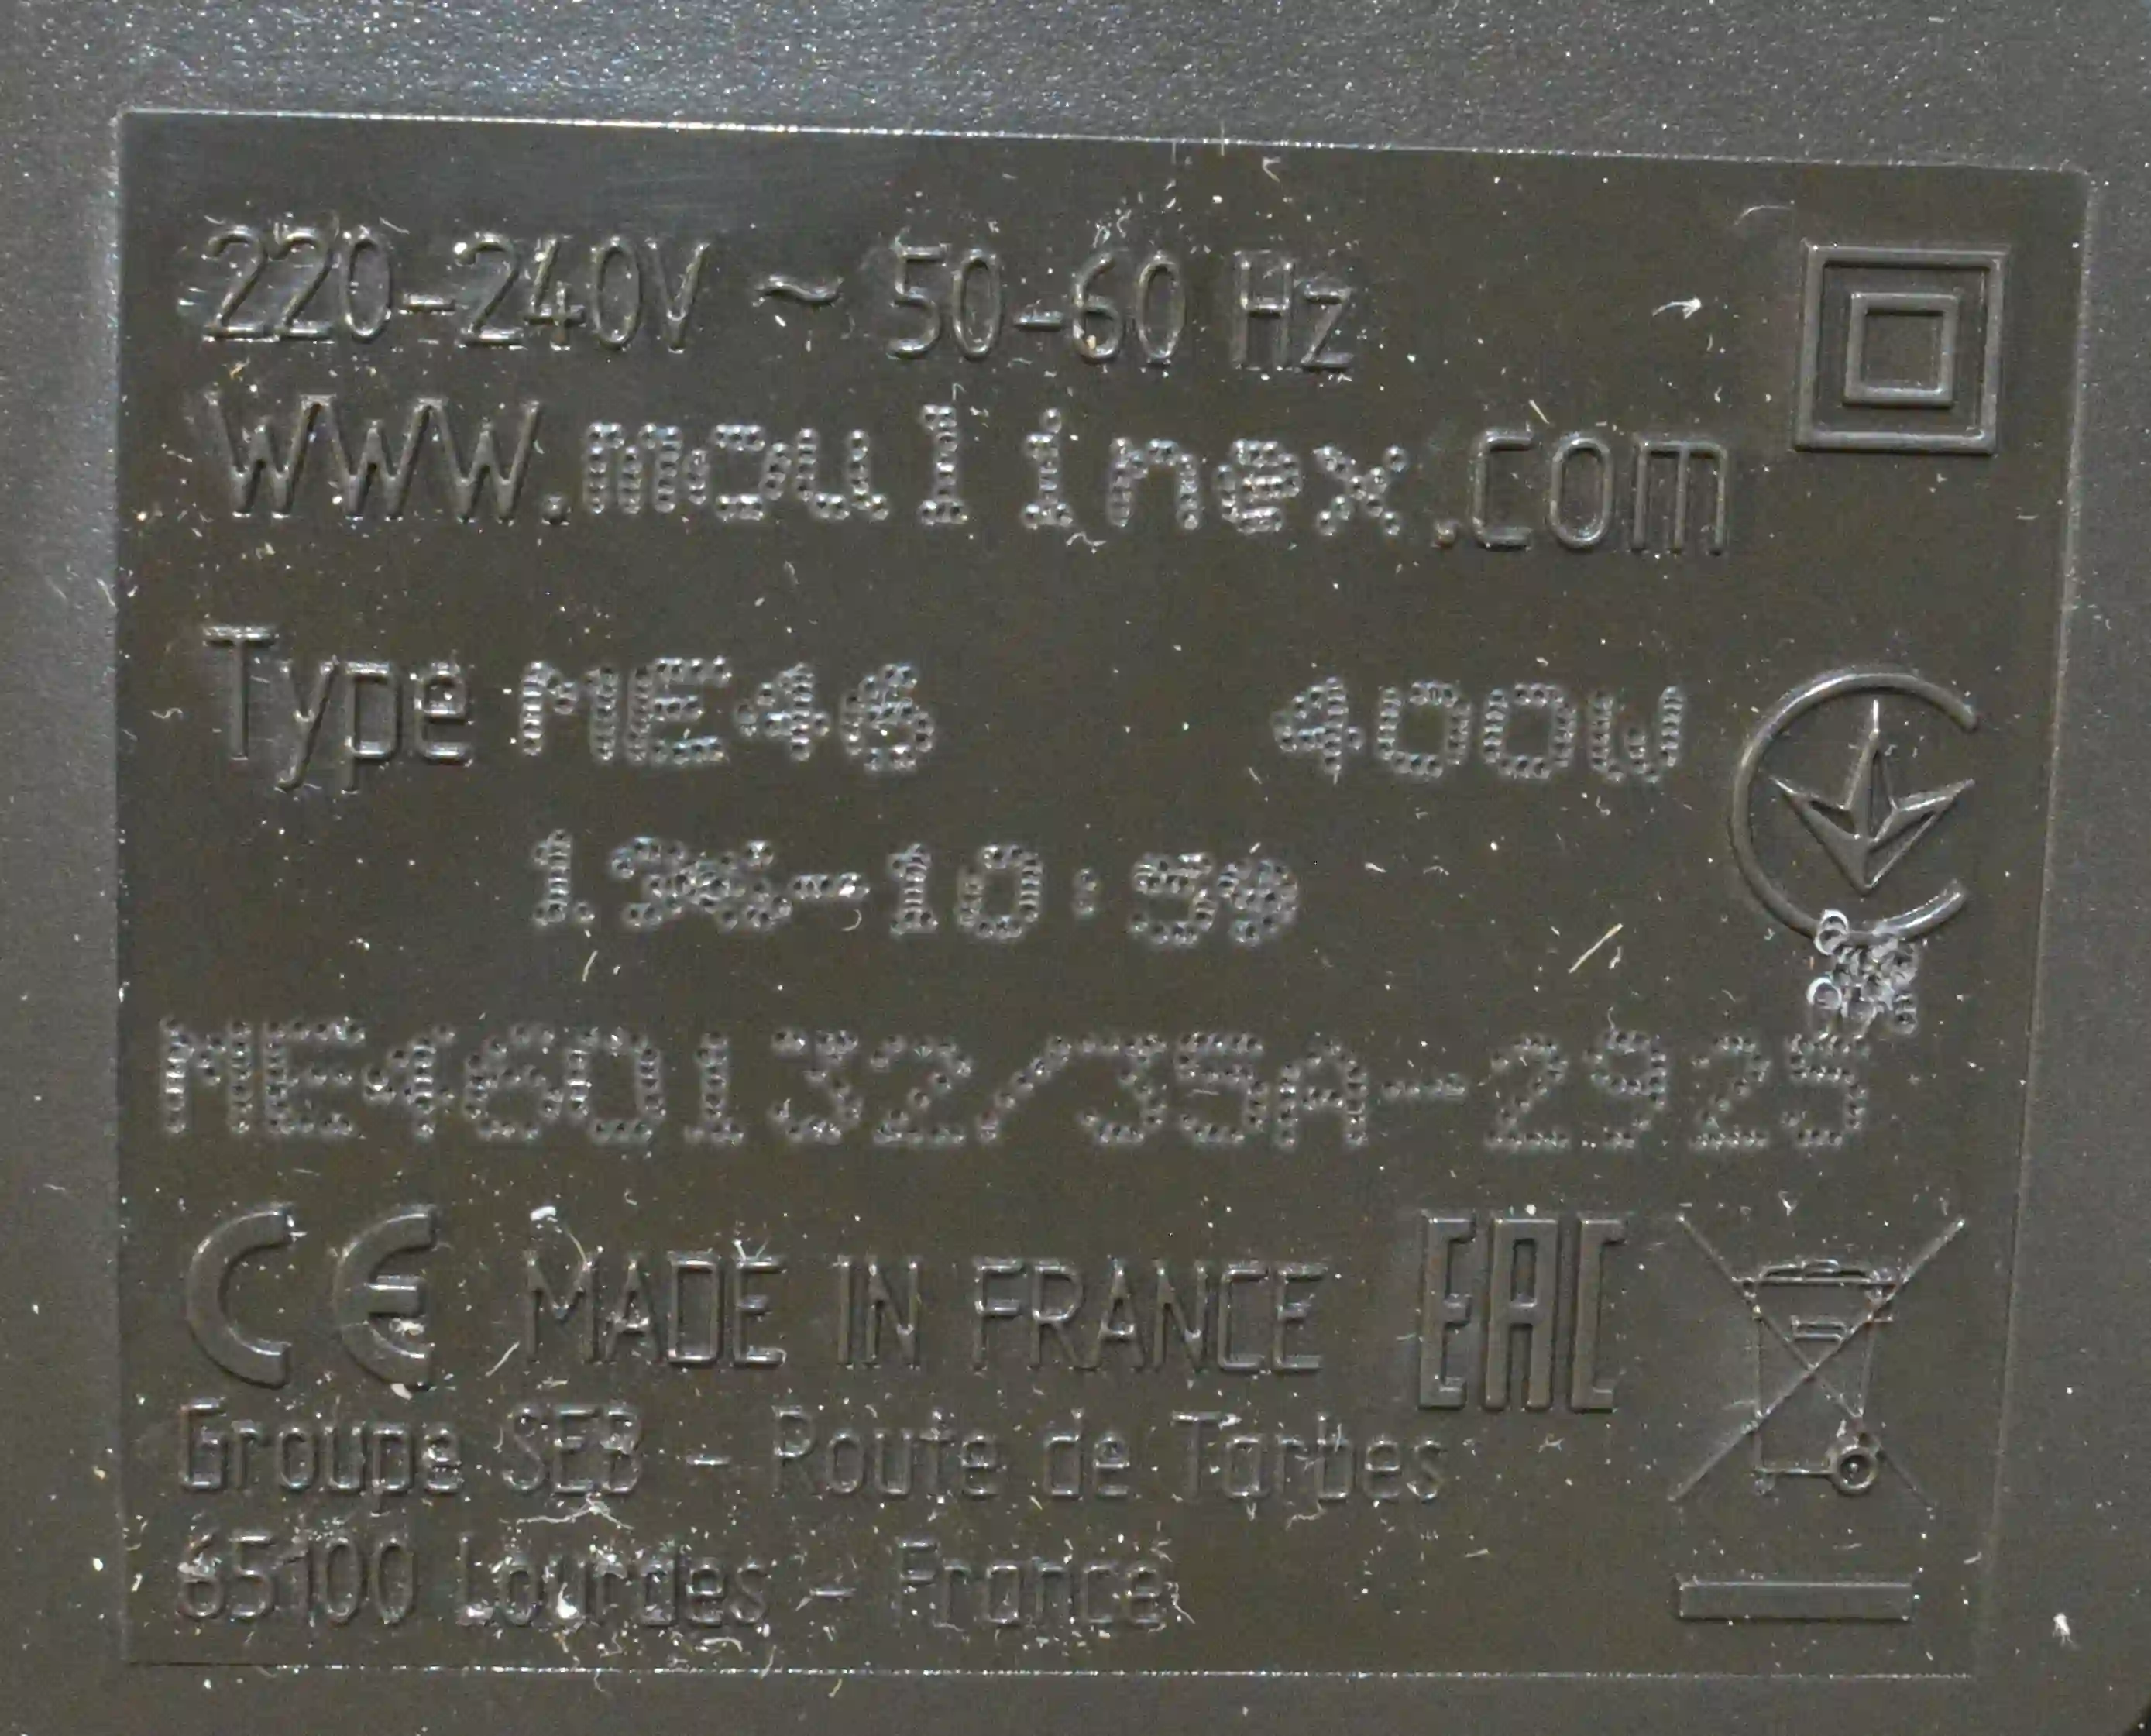 220-240V ~ 50-60 Hz
www.moulinex.com
Type ME46 400W
ME460132/35A-2925
CE MADE IN FRANCE EAC
Groupe SEB - Route de Tarbes
65100 Lourdes - France